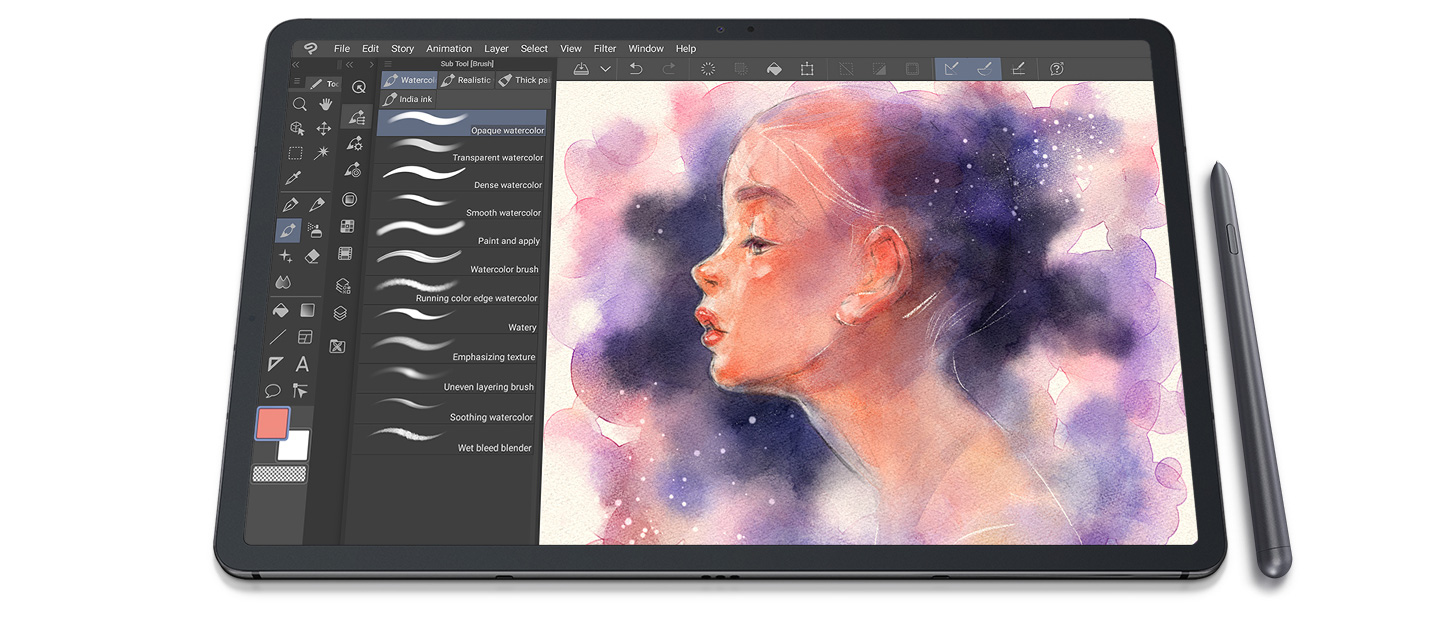 File Edit Story Animation Layer Select View Filter Window Help
Sub Tool [Brush]
Watercol Realistic Thick pa
India ink
Opaque watercolor
Transparent watercolor
Dense watercolor
Smooth watercolor
Paint and apply
Watercolor brush
Running color edge watercolor
Watery
Emphasizing texture
Uneven layering brush
Soothing watercolor
Wet bleed blender